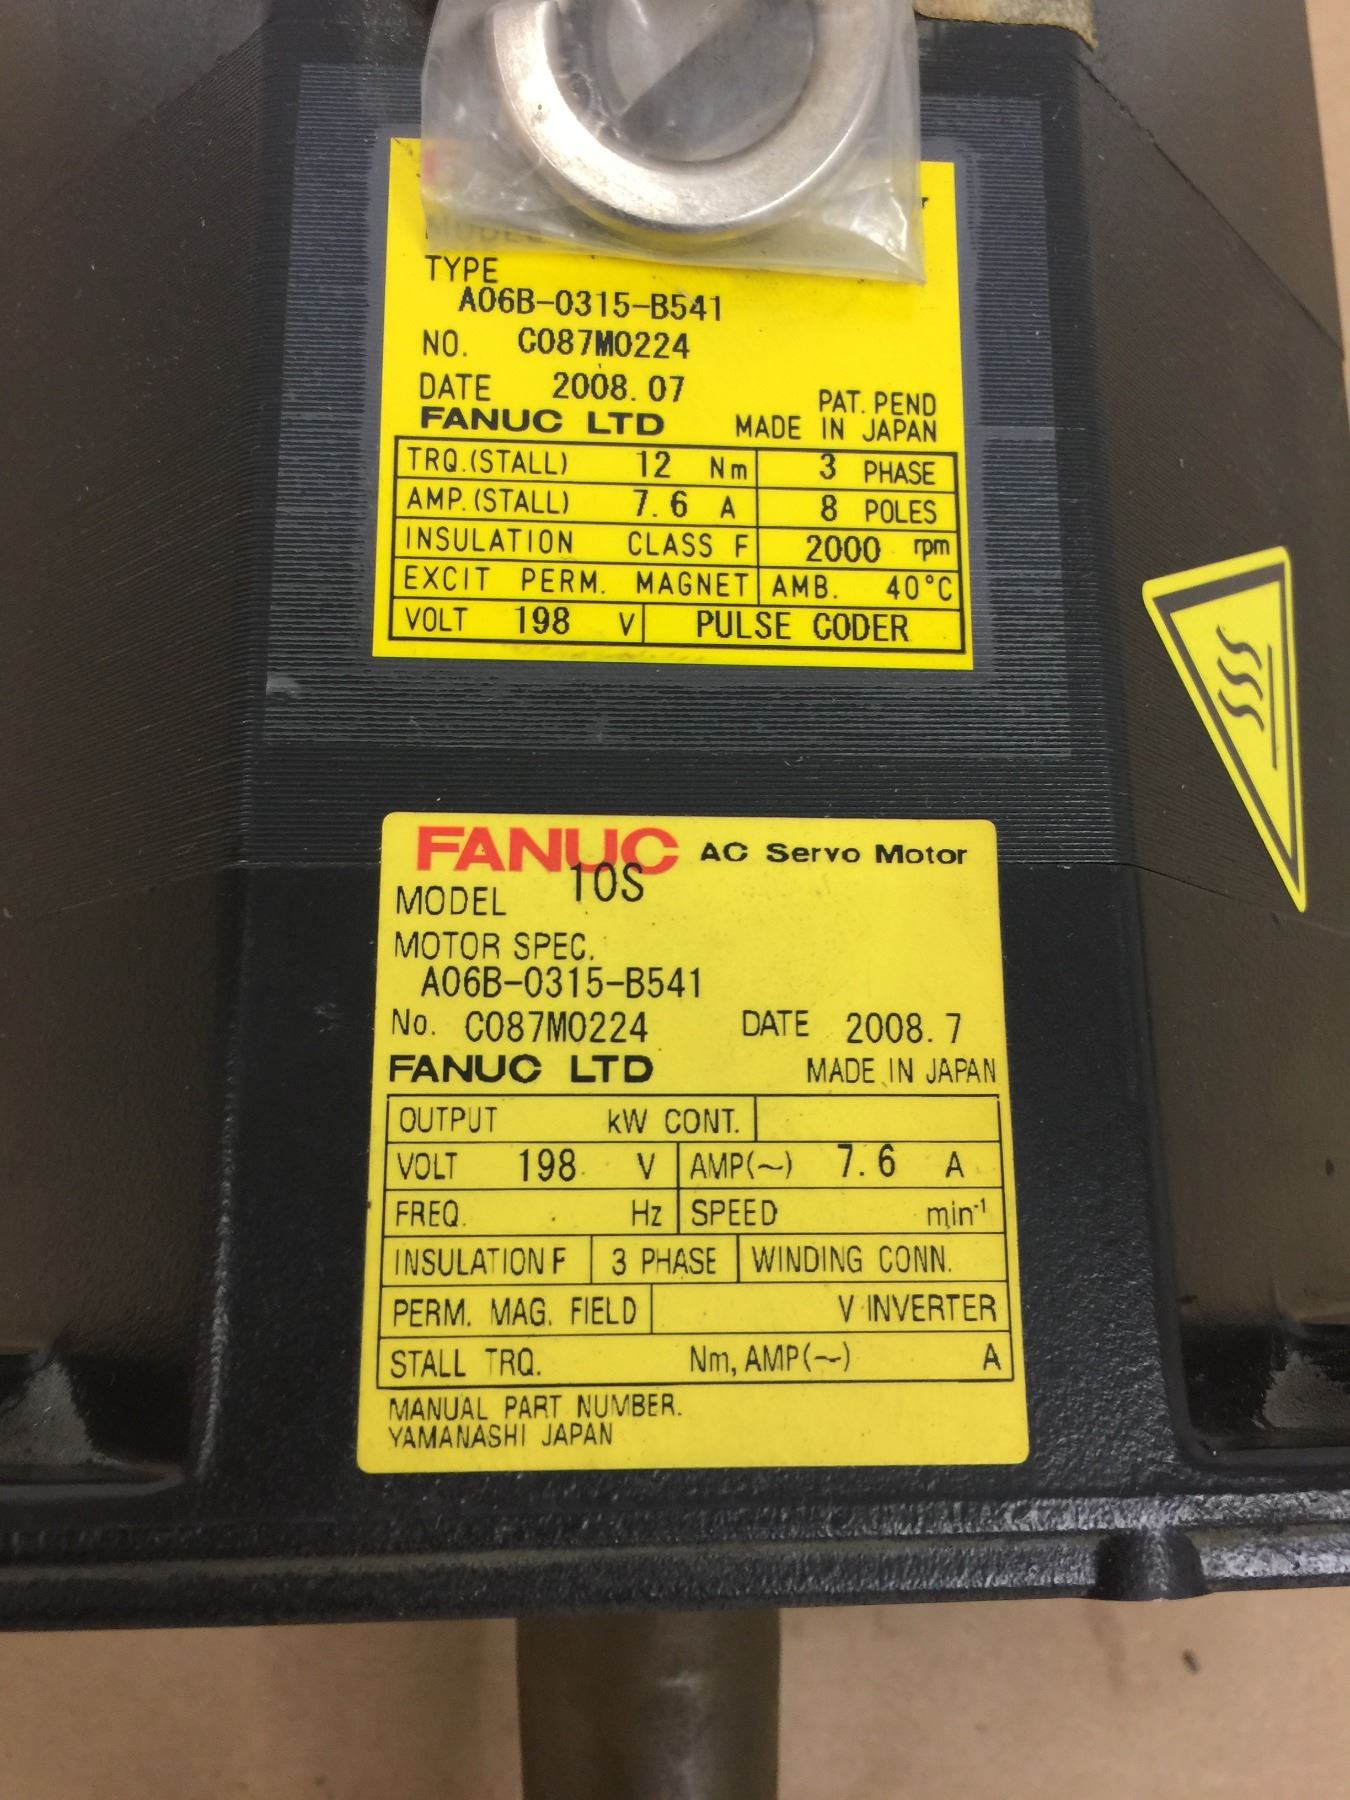 MODEL
TYPE
A06B-0315-B541
NO. C087M0224
DATE 2008.07
PAT. PEND
FANUC LTD MADE IN JAPAN
TRQ.(STALL) 12 Nm 3 PHASE
AMP.(STALL) 7.6 A 8 POLES
INSULATION CLASS F 2000 rpm
EXCIT PERM. MAGNET AMB. 40°C
VOLT 198 V PULSE CODER
FANUC AC Servo Motor
MODEL 10S
MOTOR SPEC.
A06B-0315-B541
No. C087M0224 DATE 2008.7
FANUC LTD MADE IN JAPAN
OUTPUT kW CONT.
VOLT 198 V AMP(~) 7.6 A
FREQ. Hz SPEED min-1
INSULATION F 3 PHASE WINDING CONN.
PERM. MAG. FIELD V INVERTER
STALL TRQ. Nm, AMP(~) A
MANUAL PART NUMBER.
YAMANASHI JAPAN